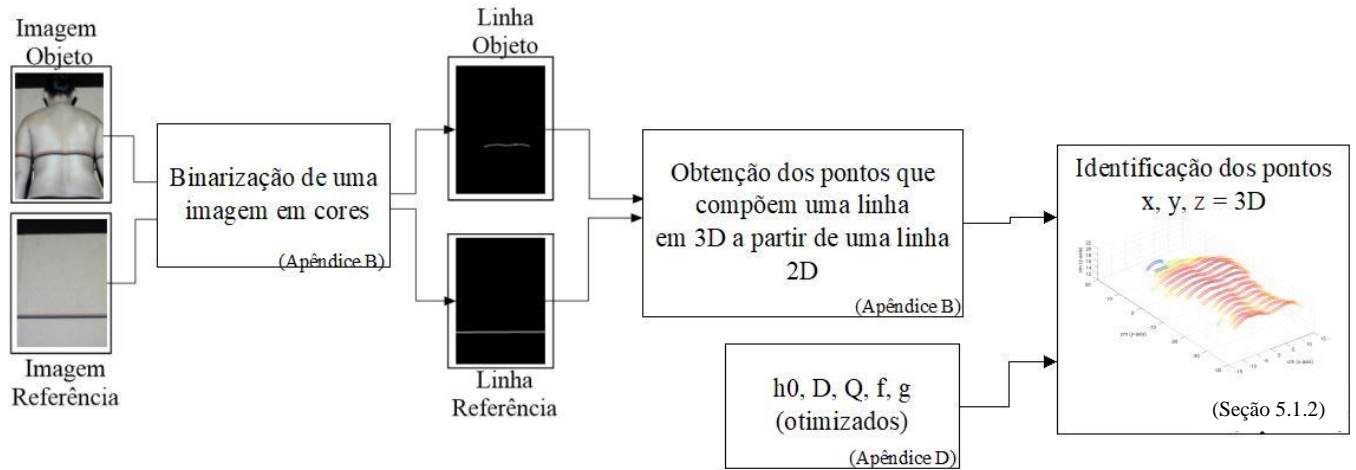 Imagem
Objeto
Imagem
Referência
Binarização de uma
imagem em cores
(Apêndice B)
Linha
Objeto
Linha
Referência
Obtenção dos pontos que
compõem uma linha
em 3D a partir de uma linha
2D
(Apêndice B)
h0, D, Q, f, g
(otimizados)
(Apêndice D)
Identificação dos pontos
x, y, z = 3D
(Seção 5.1.2)